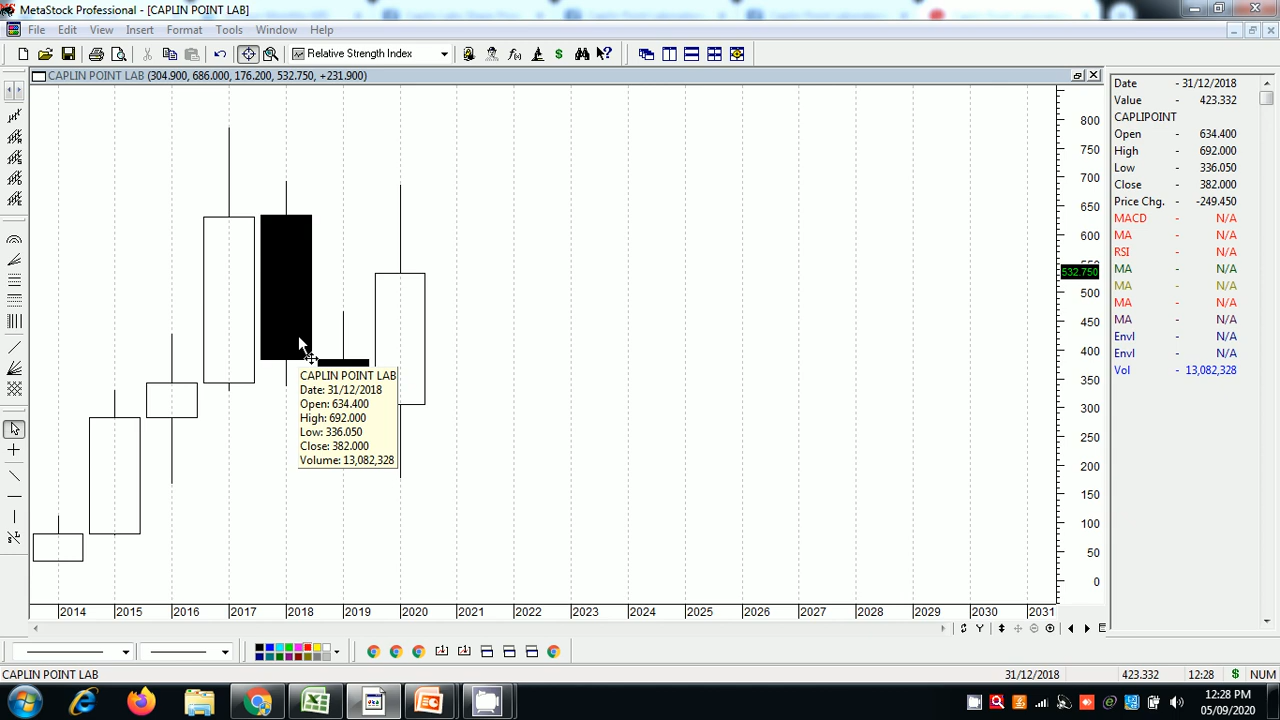 MetaStock Professional - [CAPLIN POINT LAB]
File Edit View Insert Format Tools Window Help
Relative Strength Index
CAPLIN POINT LAB (304.900, 686.000, 176.200, 532.750, +231.900)
Date - 31/12/2018
Value - 423.332
CAPLIPOINT
Open - 634.400
High - 692.000
Low - 336.050
Close - 382.000
Price Chg. - -249.450
MACD - N/A
MA - N/A
RSI - N/A
MA - N/A
MA - N/A
MA - N/A
MA - N/A
Envl - N/A
Envl - N/A
Vol - 13,082,328
800
750
700
650
600
550
532.750
500
450
400
350
300
250
200
150
100
50
0
CAPLIN POINT LAB
Date: 31/12/2018
Open: 634.400
High: 692.000
Low: 336.050
Close: 382.000
Volume: 13,082,328
2014 2015 2016 2017 2018 2019 2020 2021 2022 2023 2024 2025 2026 2027 2028 2029 2030 2031
CAPLIN POINT LAB 31/12/2018 423.332 12:28 $ NUM
12:28 PM
05/09/2020